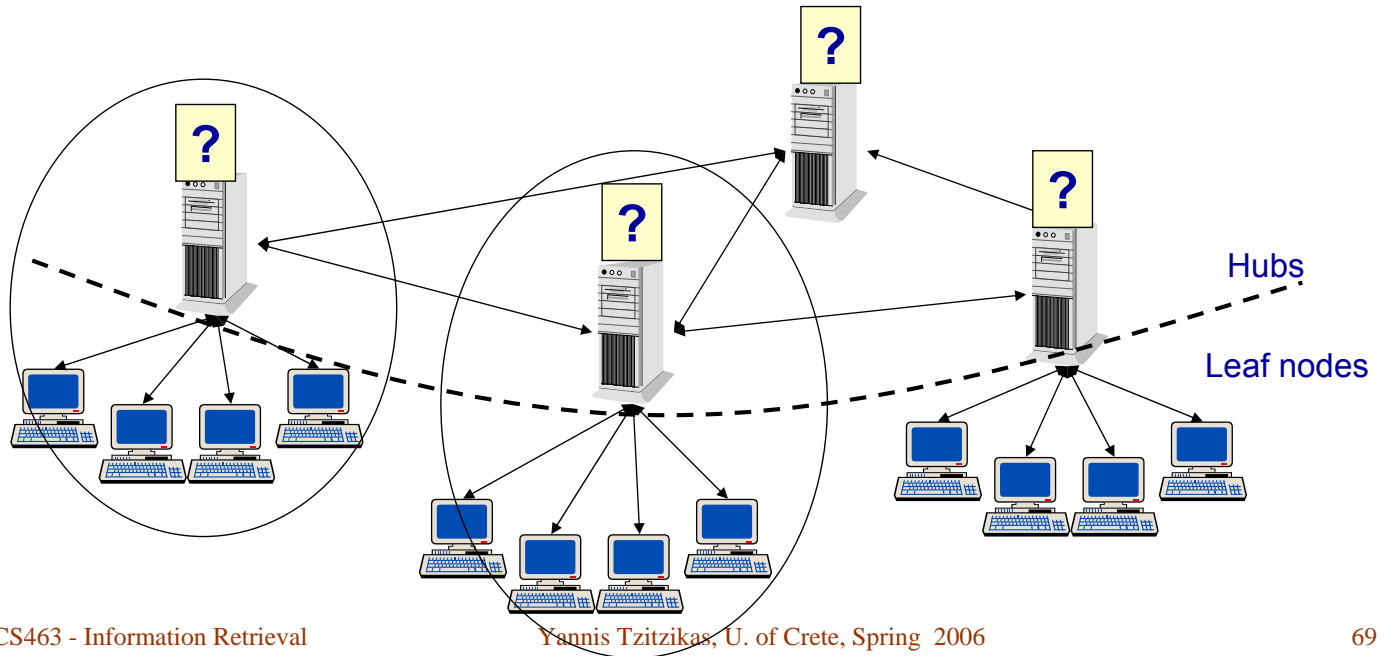 ?
?
?
?
Hubs
Leaf nodes
CS463 - Information Retrieval
Yannis Tzitzikas, U. of Crete, Spring 2006
69